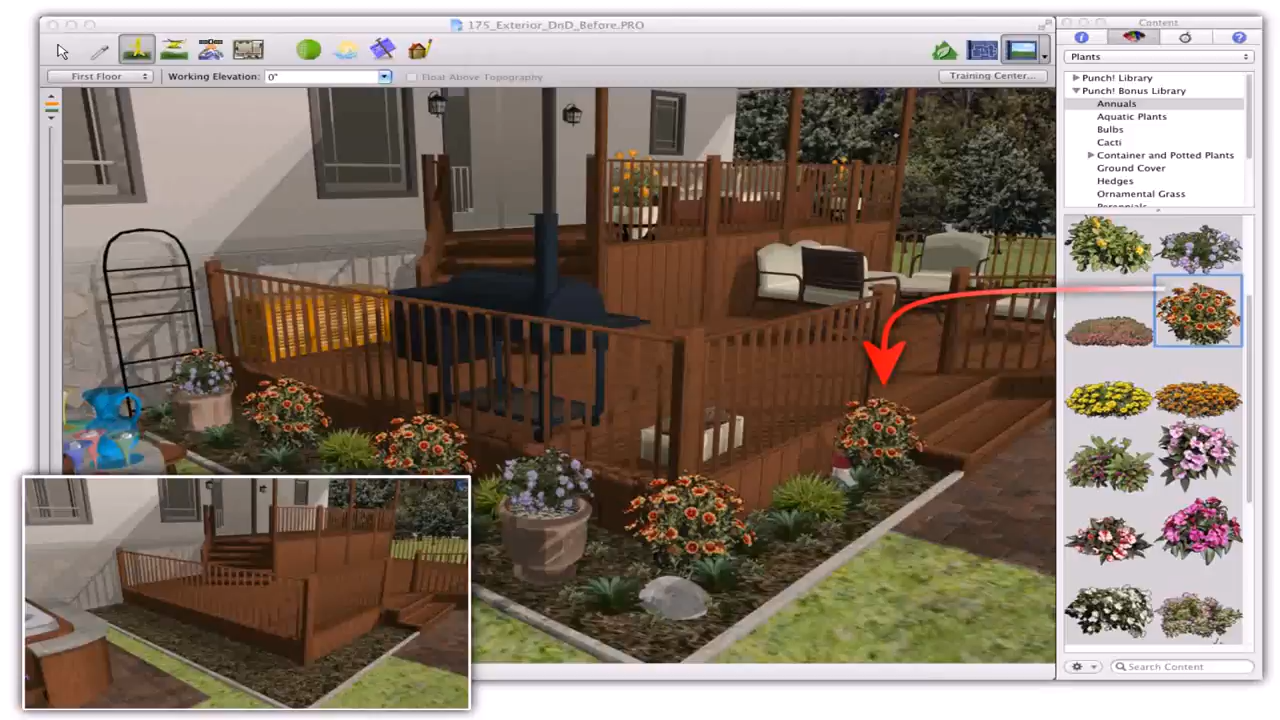 175_Exterior_DnD_Before.PRO
Content
First Floor
Working Elevation: 0"
Float Above Topography
Training Center...
Plants
Punch! Library
Punch! Bonus Library
Annuals
Aquatic Plants
Bulbs
Cacti
Container and Potted Plants
Ground Cover
Hedges
Ornamental Grass
Perennials
Search Content